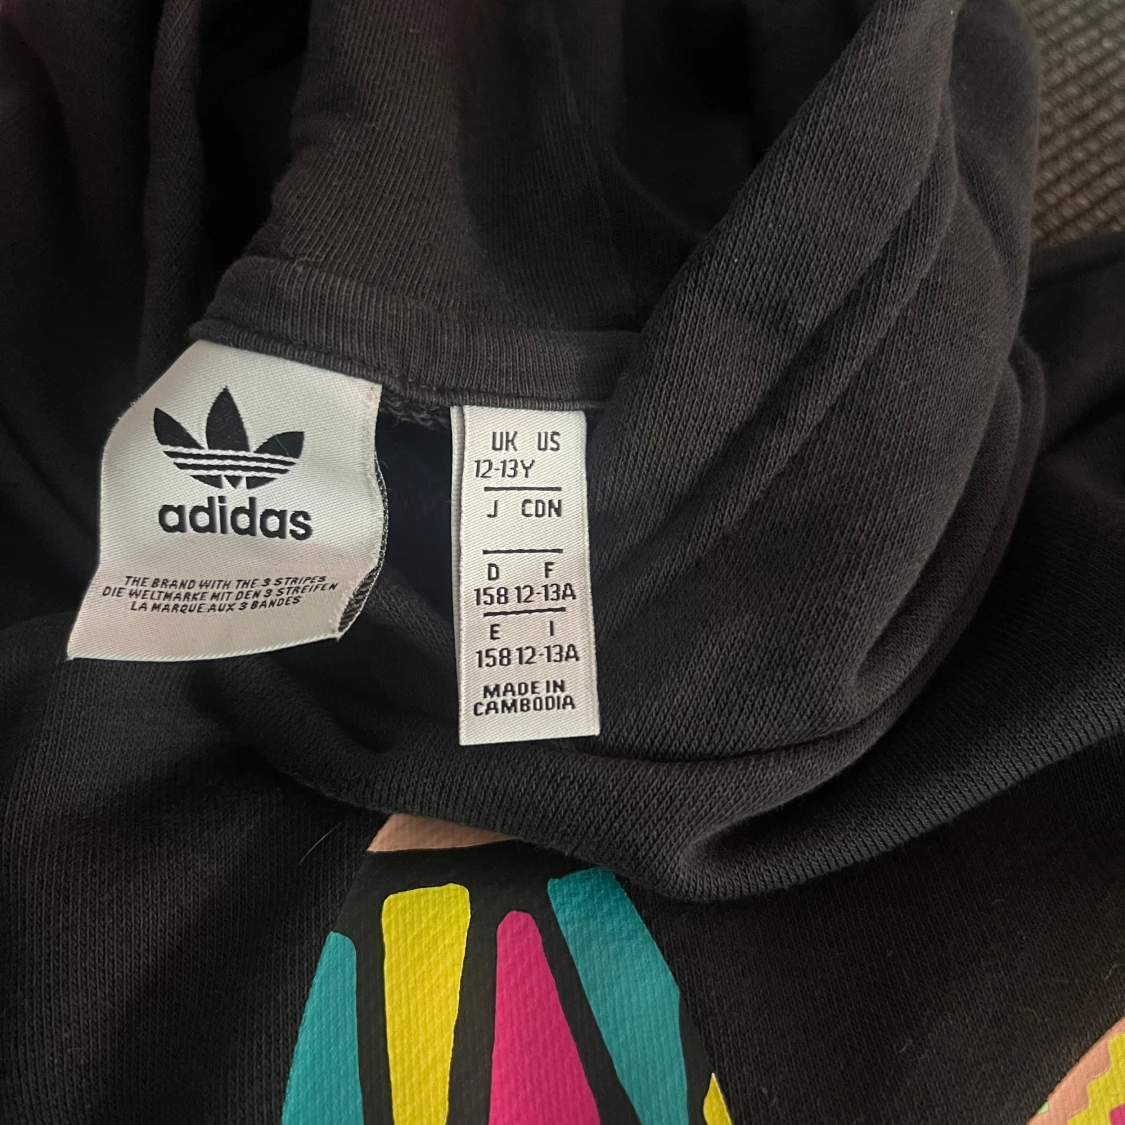 adidas
THE BRAND WITH THE 3 STRIPES
DIE WELTMARKE MIT DEN 3 STREIFEN
LA MARQUE AUX 3 BANDES
UK US
12-13Y
J CDN
D F
158 12-13A
E I
158 12-13A
MADE IN
CAMBODIA